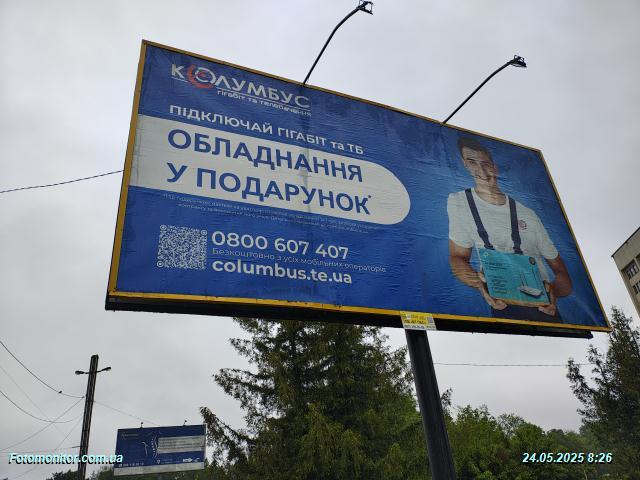 КОЛУМБУС
гігабіт та телебачення
ПІДКЛЮЧАЙ ГІГАБІТ та ТБ
ОБЛАДНАННЯ
У ПОДАРУНОК*
0800 607 407
Безкоштовно з усіх мобільних операторів
columbus.te.ua
Fotomonitor.com.ua
24.05.2025 8:26